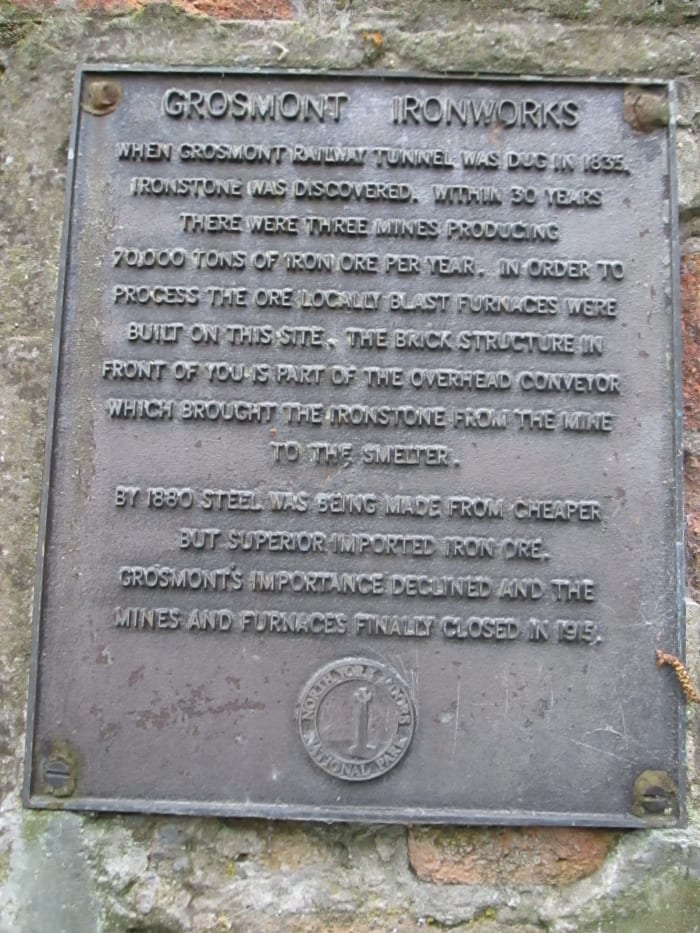 GROSMONT IRONWORKS
WHEN GROSMONT RAILWAY TUNNEL WAS DUG IN 1835,
IRONSTONE WAS DISCOVERED. WITHIN 30 YEARS
THERE WERE THREE MINES PRODUCING
70,000 TONS OF IRON ORE PER YEAR. IN ORDER TO
PROCESS THE ORE LOCALLY BLAST FURNACES WERE
BUILT ON THIS SITE. THE BRICK STRUCTURE IN
FRONT OF YOU IS PART OF THE OVERHEAD CONVEYOR
WHICH BROUGHT THE IRONSTONE FROM THE MINE
TO THE SMELTER.
BY 1880 STEEL WAS BEING MADE FROM CHEAPER
BUT SUPERIOR IMPORTED IRON ORE.
GROSMONT'S IMPORTANCE DECLINED AND THE
MINES AND FURNACES FINALLY CLOSED IN 1915.
NORTH YORK MOORS
NATIONAL PARK